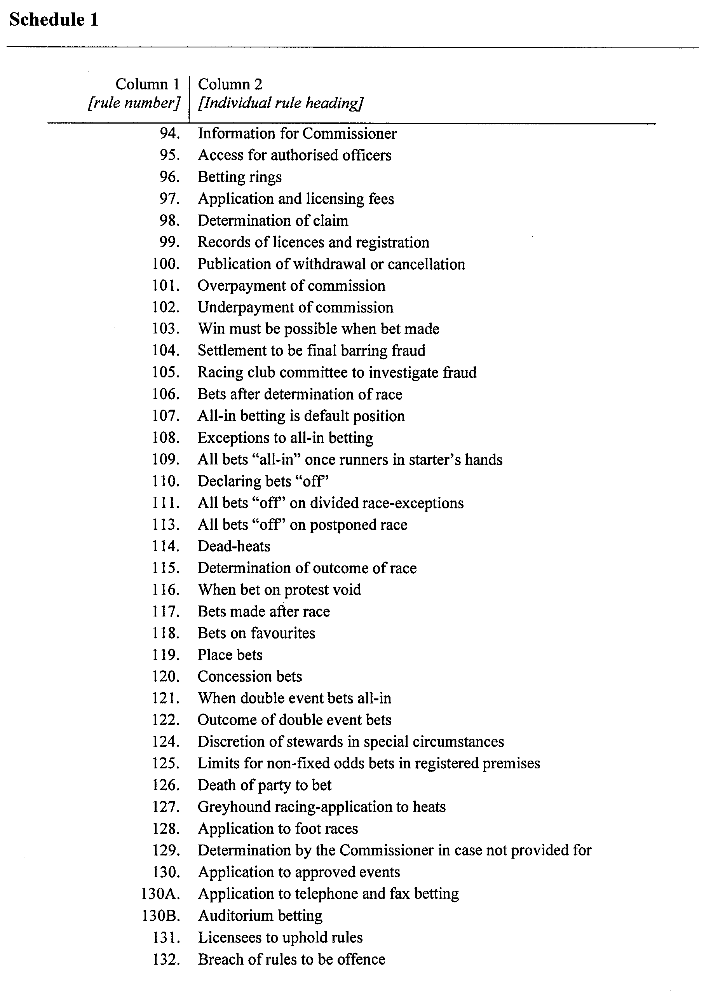 Schedule 1
Column 1 Column 2
[rule number] [Individual rule heading]
94. Information for Commissioner
95. Access for authorised officers
96. Betting rings
97. Application and licensing fees
98. Determination of claim
99. Records of licences and registration
100. Publication of withdrawal or cancellation
101. Overpayment of commission
102. Underpayment of commission
103. Win must be possible when bet made
104. Settlement to be final barring fraud
105. Racing club committee to investigate fraud
106. Bets after determination of race
107. All-in betting is default position
108. Exceptions to all-in betting
109. All bets “all-in” once runners in starter’s hands
110. Declaring bets “off”
111. All bets “off” on divided race-exceptions
113. All bets “off” on postponed race
114. Dead-heats
115. Determination of outcome of race
116. When bet on protest void
117. Bets made after race
118. Bets on favourites
119. Place bets
120. Concession bets
121. When double event bets all-in
122. Outcome of double event bets
124. Discretion of stewards in special circumstances
125. Limits for non-fixed odds bets in registered premises
126. Death of party to bet
127. Greyhound racing-application to heats
128. Application to foot races
129. Determination by the Commissioner in case not provided for
130. Application to approved events
130A. Application to telephone and fax betting
130B. Auditorium betting
131. Licensees to uphold rules
132. Breach of rules to be offence